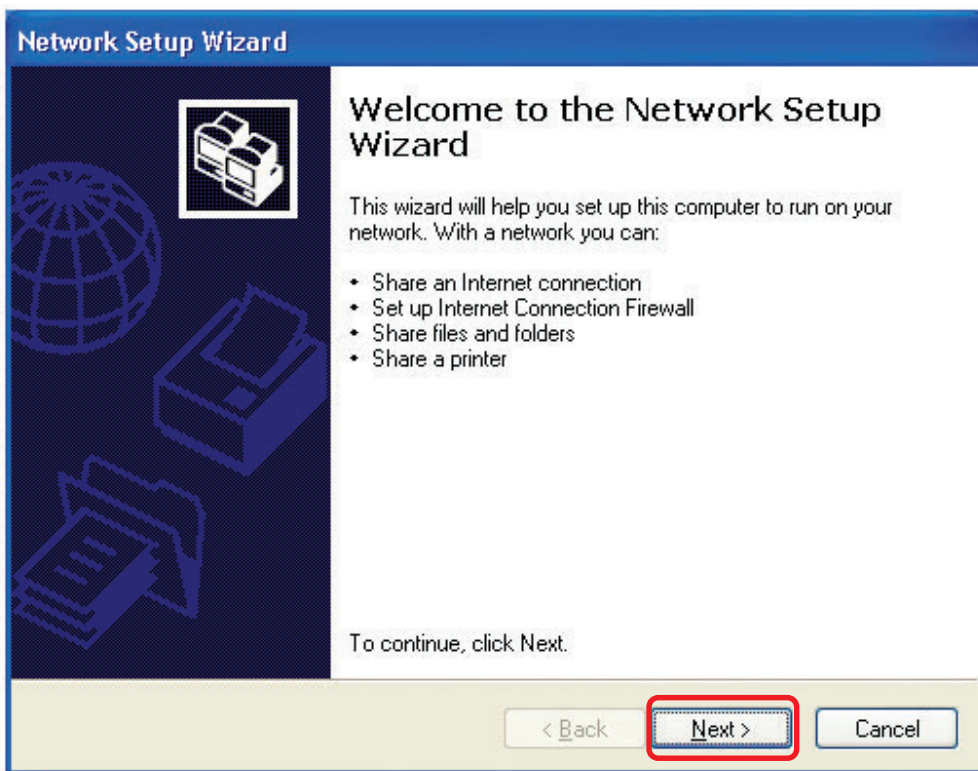 Network Setup Wizard
Welcome to the Network Setup
Wizard
This wizard will help you set up this computer to run on your
network. With a network you can:
• Share an Internet connection
• Set up Internet Connection Firewall
• Share files and folders
• Share a printer
To continue, click Next.
< Back Next > Cancel